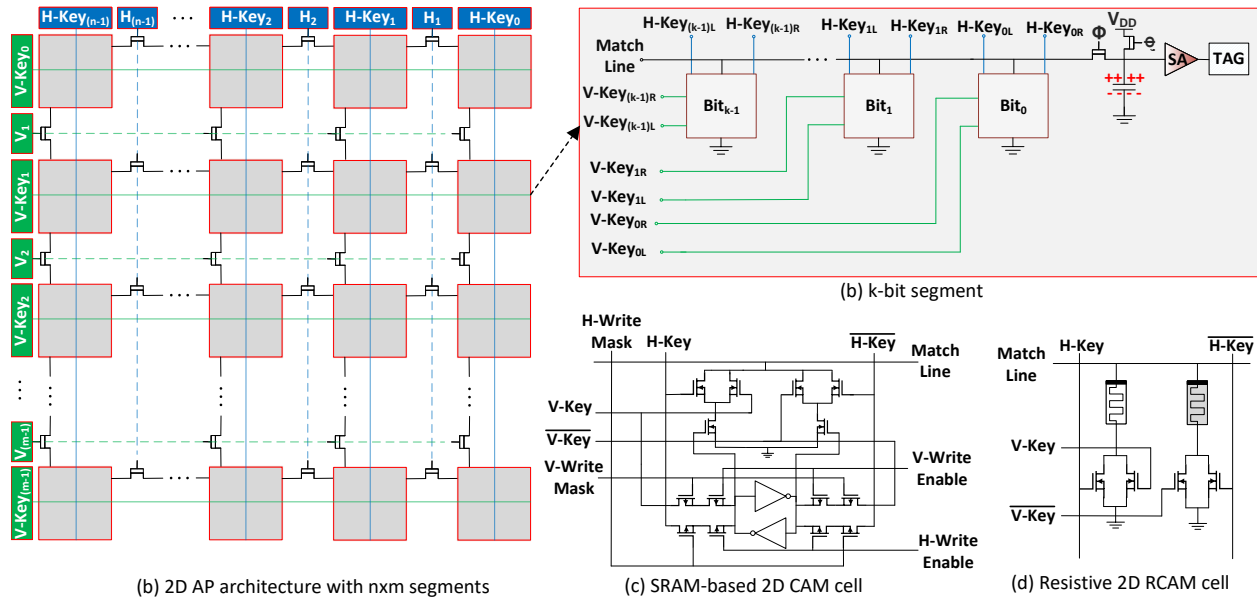 H-Key(n-1) H(n-1) H-Key2 H2 H-Key1 H1 H-Key0
V-Key0
V1
V-Key1
V2
V-Key2
V(m-1)
V-Key(m-1)
(b) 2D AP architecture with nxm segments
H-Key(k-1)L H-Key(k-1)R H-Key1L H-Key1R H-Key0L H-Key0R
Match
Line
VDD
Φ
SA
TAG
++ ++
-- --
Bitk-1 Bit1 Bit0
V-Key(k-1)R
V-Key(k-1)L
V-Key1R
V-Key1L
V-Key0R
V-Key0L
(b) k-bit segment
H-Write
Mask
H-Key
H-Key
Match
Line
V-Key
V-Key
V-Write
Mask
V-Write
Enable
H-Write
Enable
(c) SRAM-based 2D CAM cell
H-Key
H-Key
Match
Line
V-Key
V-Key
(d) Resistive 2D RCAM cell